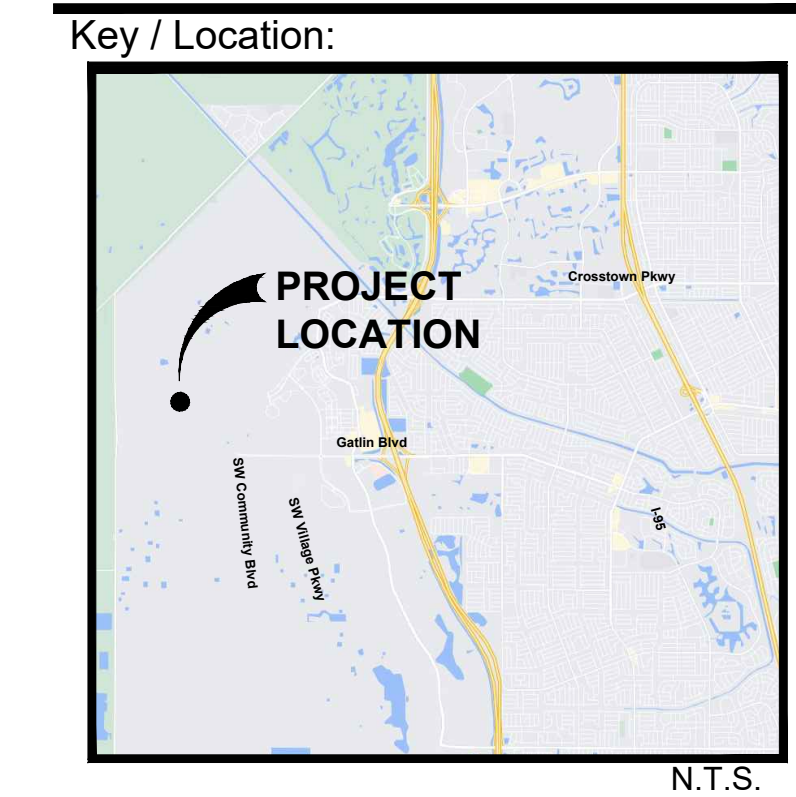 Key / Location:
PROJECT
LOCATION
Crosstown Pkwy
Gatlin Blvd
SW Community Blvd
SW Village Pkwy
I-95
N.T.S.